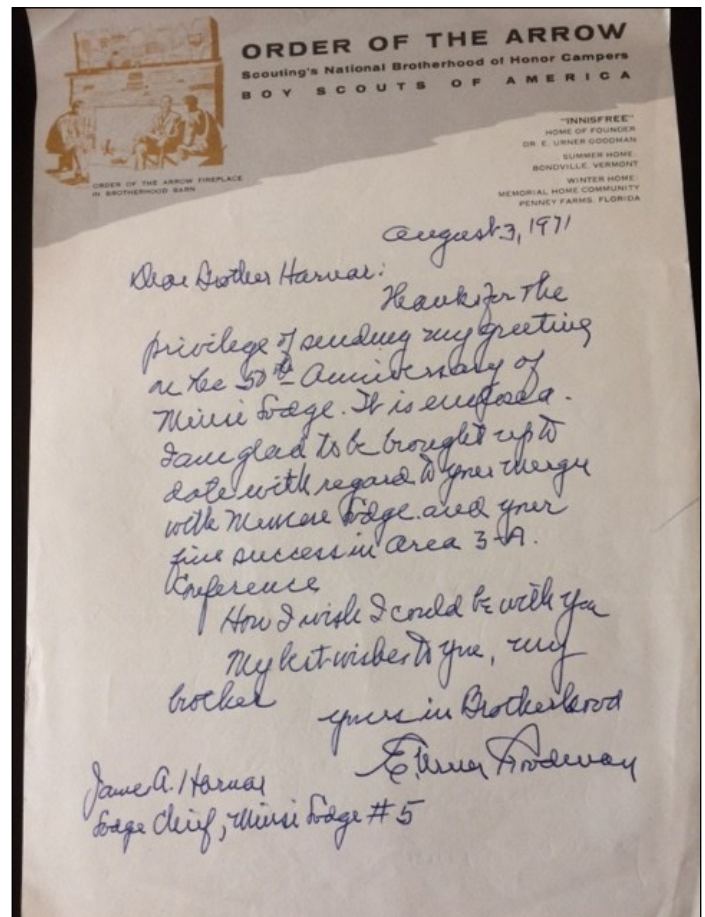 ORDER OF THE ARROW
Scouting's National Brotherhood of Honor Campers
BOY SCOUTS OF AMERICA
ORDER OF THE ARROW FIREPLACE
IN BROTHERHOOD BARN
"INNISFREE"
HOME OF FOUNDER
DR. E. URNER GOODMAN
SUMMER HOME:
BONDVILLE, VERMONT
WINTER HOME:
MEMORIAL HOME COMMUNITY
PENNEY FARMS, FLORIDA
August 3, 1971
Dear Brother Harvar:
Thanks for the
privilege of sending my greeting
on the 50th Anniversary of
Minsi Lodge. It is enclosed.
I am glad to be brought up to
date with regard to your merger
with Lodge and your
fine success in Area 3-A.
Conference
How I wish I could be with you
My best wishes to you, my
brother
Yours in Brotherhood
E. Urner Goodman
James A. Harvar
Lodge Chief, Minsi Lodge #5